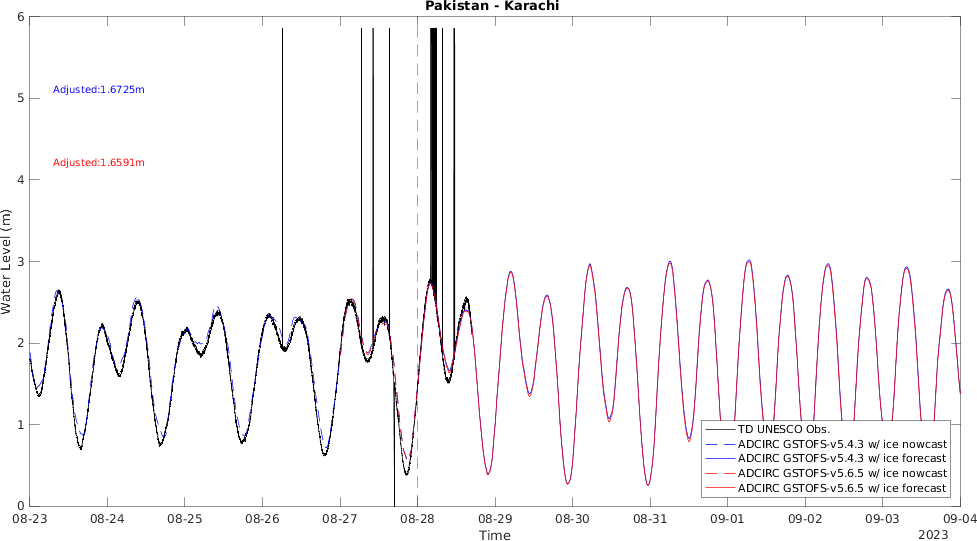 Pakistan - Karachi
6
5
4
3
2
1
0
Water Level (m)
Adjusted:1.6725m
Adjusted:1.6591m
TD UNESCO Obs.
ADCIRC GSTOFS-v5.4.3 w/ ice nowcast
ADCIRC GSTOFS-v5.4.3 w/ ice forecast
ADCIRC GSTOFS-v5.6.5 w/ ice nowcast
ADCIRC GSTOFS-v5.6.5 w/ ice forecast
08-23 08-24 08-25 08-26 08-27 08-28 08-29 08-30 08-31 09-01 09-02 09-03 09-04
Time
2023